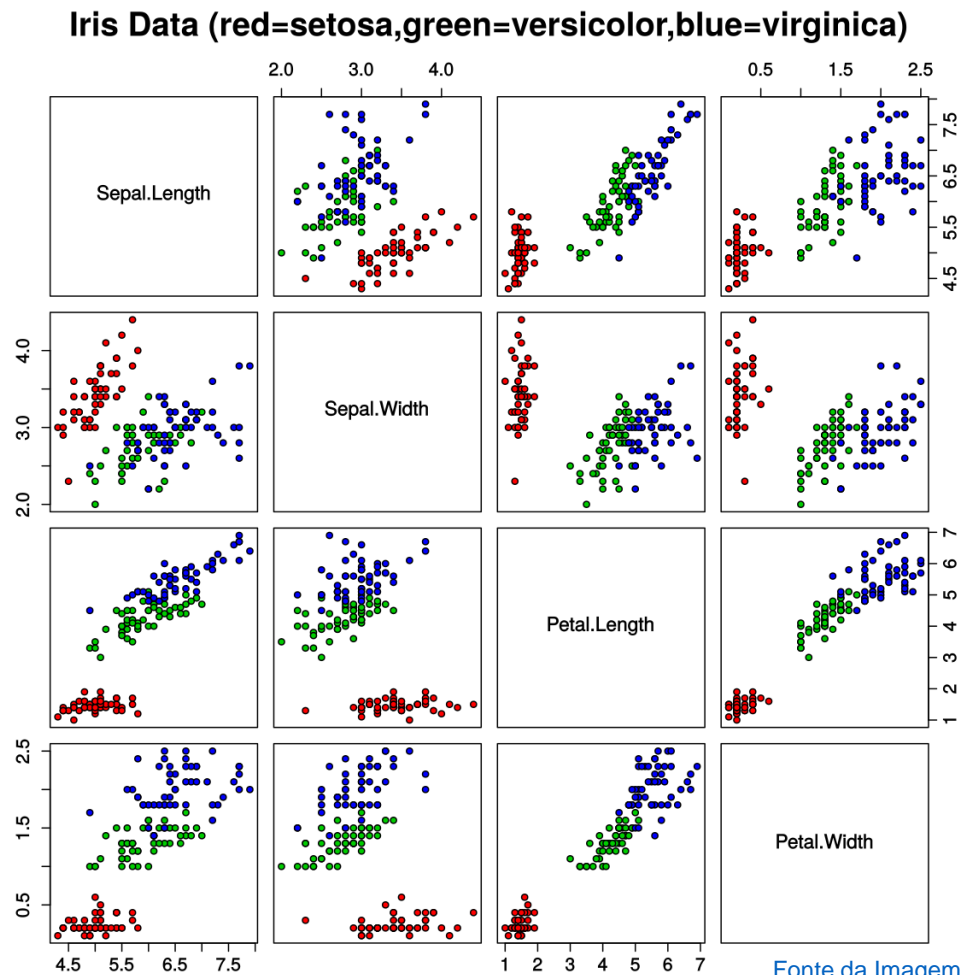 Iris Data (red=setosa,green=versicolor,blue=virginica)
2.0 3.0 4.0 0.5 1.5 2.5
Sepal.Length
4.5 5.5 6.5 7.5
2.0 3.0 4.0
Sepal.Width
Petal.Length
1 2 3 4 5 6 7
0.5 1.5 2.5
Petal.Width
4.5 5.5 6.5 7.5 1 2 3 4 5 6 7
Fonte da Imagem